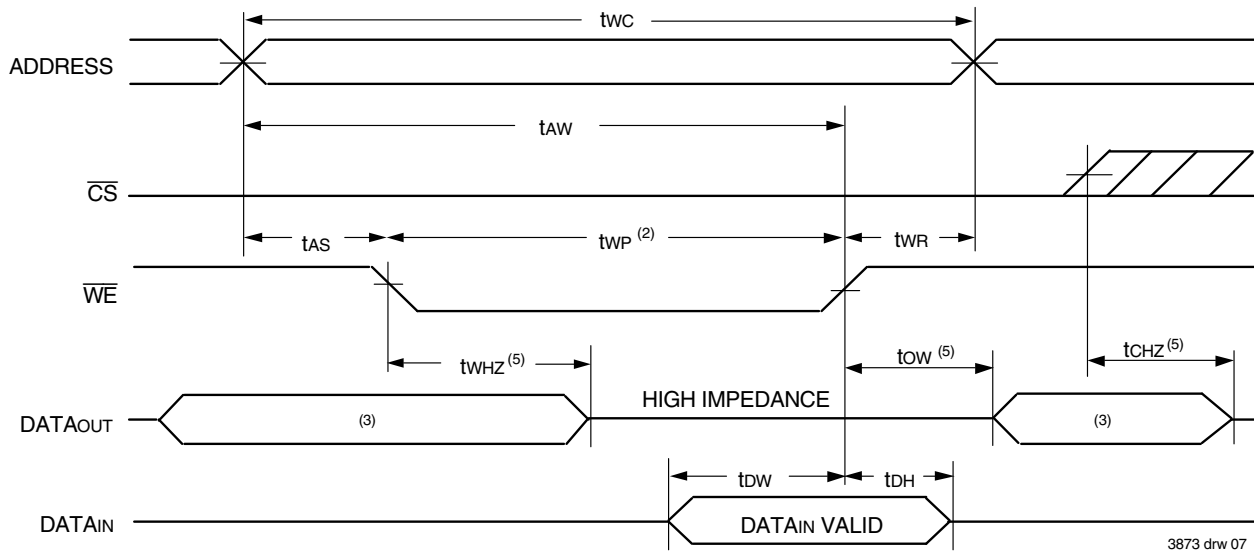 tWC
ADDRESS
tAW
CS
tAS
tWP (2)
tWR
WE
tWHZ (5)
tOW (5)
tCHZ (5)
HIGH IMPEDANCE
DATAOUT
(3)
(3)
tDW
tDH
DATAIN
DATAIN VALID
3873 drw 07